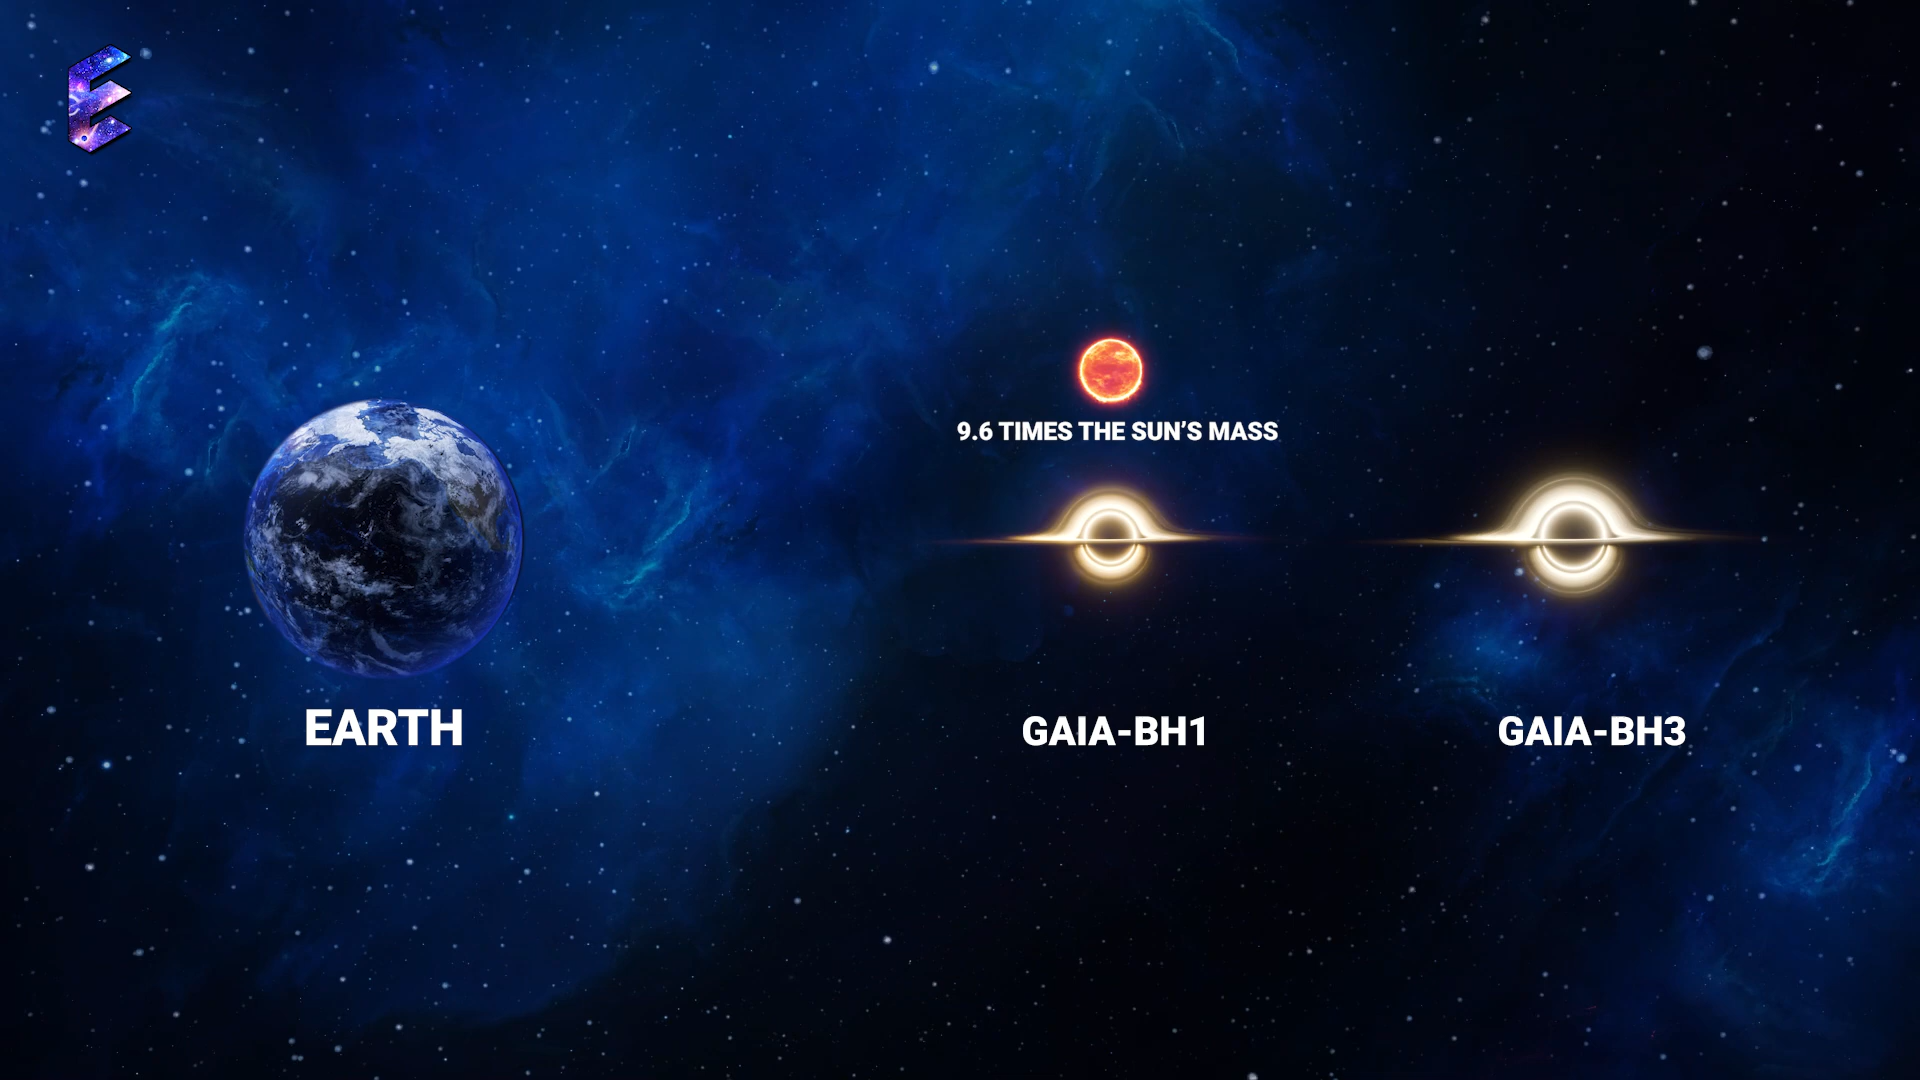 E
9.6 TIMES THE SUN'S MASS
EARTH
GAIA-BH1
GAIA-BH3